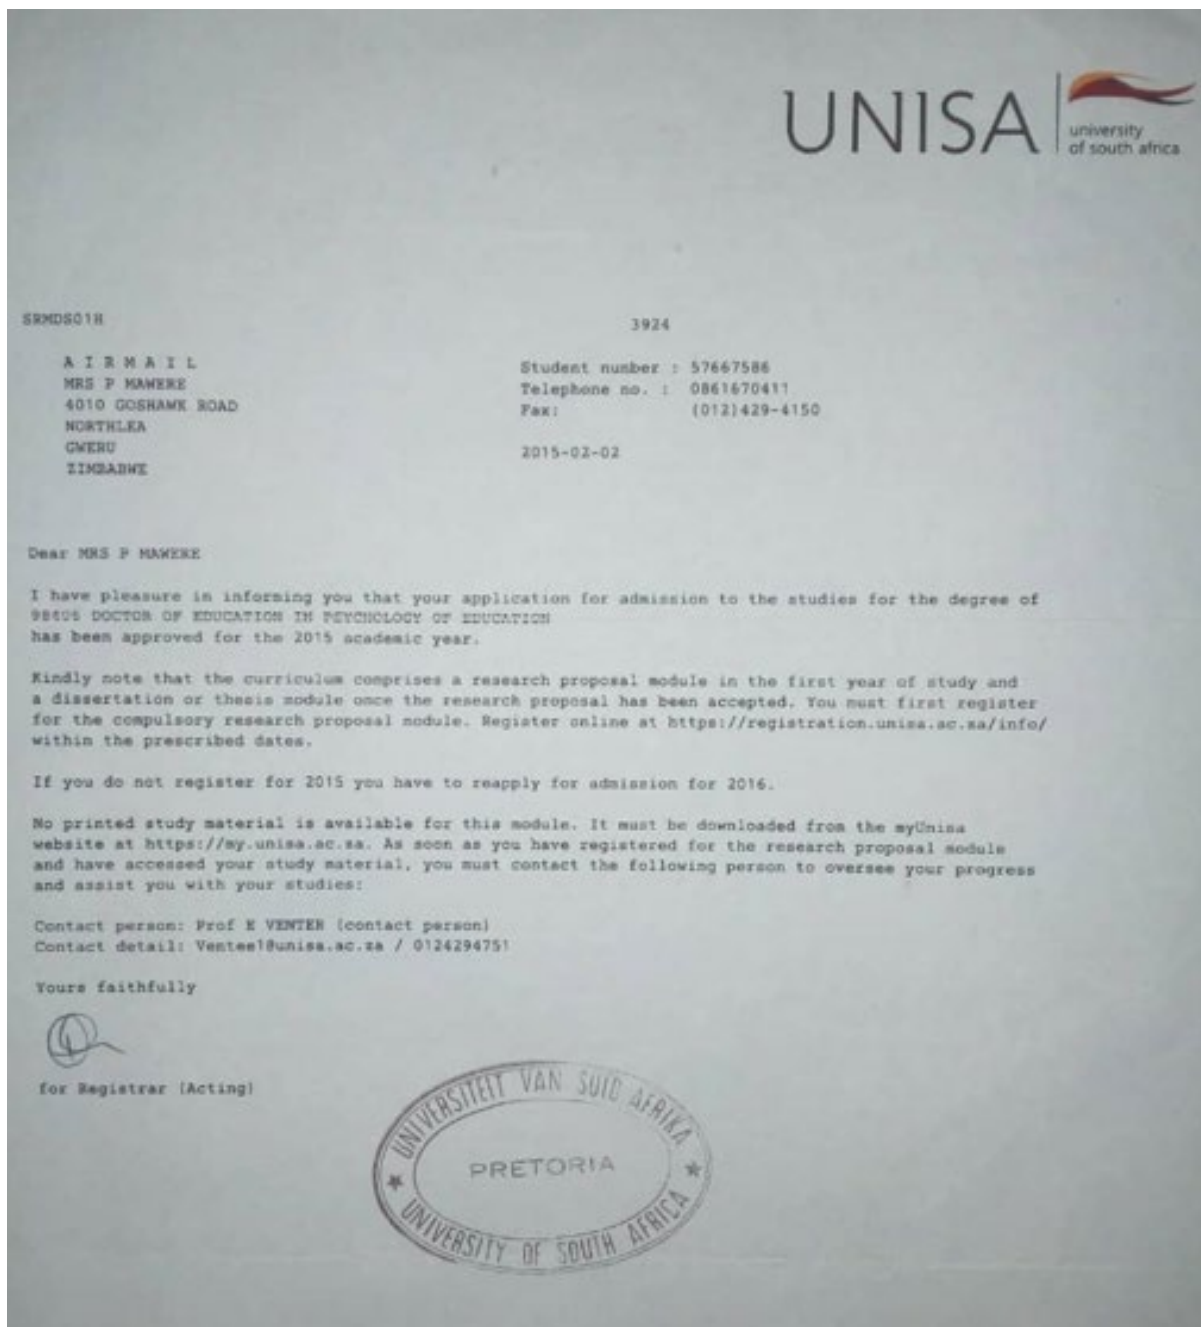 UNISA
university
of south africa
SRMDS01H
3924
A I R M A I L
MRS P MAWERE
4010 GOSHAWK ROAD
NORTHLEA
GWERU
ZIMBABWE
Student number : 57667586
Telephone no. : 0861670411
Fax: (012)429-4150
2015-02-02
Dear MRS P MAWERE
I have pleasure in informing you that your application for admission to the studies for the degree of
DOCTOR OF EDUCATION IN PSYCHOLOGY OF EDUCATION
has been approved for the 2015 academic year.
Kindly note that the curriculum comprises a research proposal module in the first year of study and
a dissertation or thesis module once the research proposal has been accepted. You must first register
for the compulsory research proposal module. Register online at https://registration.unisa.ac.za/info/
within the prescribed dates.
If you do not register for 2015 you have to reapply for admission for 2016.
No printed study material is available for this module. It must be downloaded from the myUnisa
website at https://my.unisa.ac.za. As soon as you have registered for the research proposal module
and have accessed your study material, you must contact the following person to oversee your progress
and assist you with your studies:
Contact person: Prof E VENTER (contact person)
Contact detail: Ventee1@unisa.ac.za / 0124294751
Yours faithfully
for Registrar (Acting)
UNIVERSITEIT VAN SUID AFRIKA
PRETORIA
UNIVERSITY OF SOUTH AFRICA